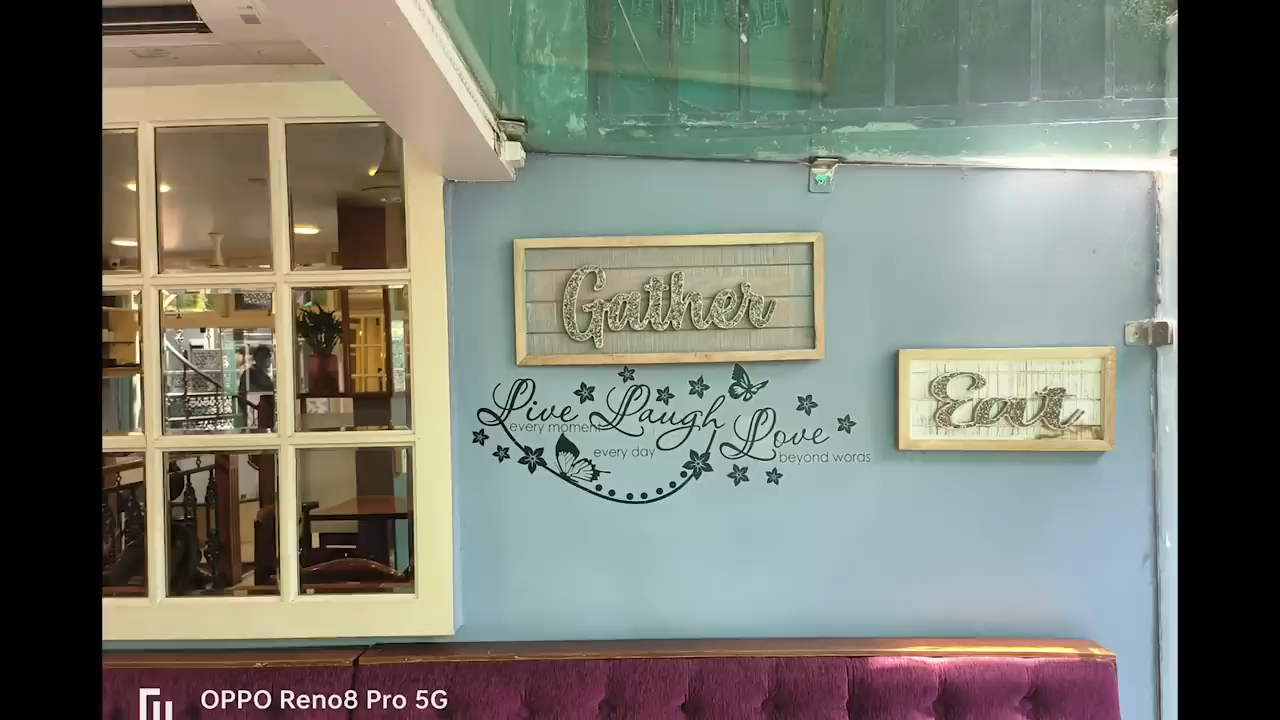 Gather
Live Laugh Love
every moment
every day
beyond words
Eat
OPPO Reno8 Pro 5G